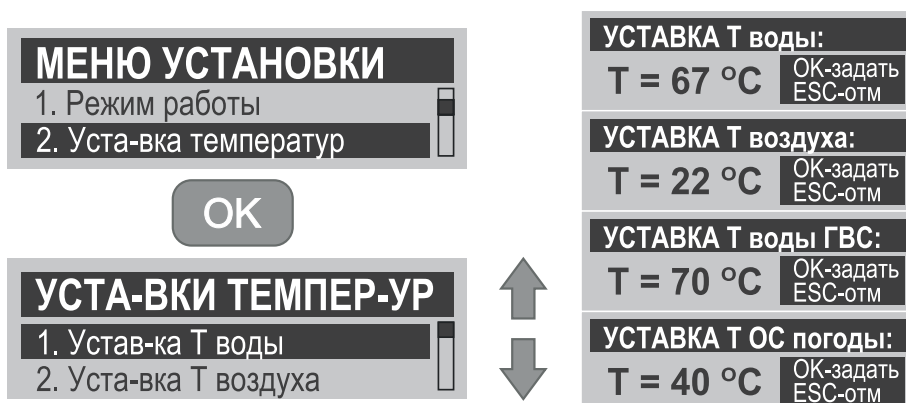 МЕНЮ УСТАНОВКИ
1. Режим работы
2. Уста-вка температур
OK
УСТА-ВКИ ТЕМПЕР-УР
1. Устав-ка Т воды
2. Уста-вка Т воздуха
УСТАВКА Т воды:
T = 67 °C
OK-задать
ESC-отм
УСТАВКА Т воздуха:
T = 22 °C
OK-задать
ESC-отм
УСТАВКА Т воды ГВС:
T = 70 °C
OK-задать
ESC-отм
УСТАВКА Т ОС погоды:
T = 40 °C
OK-задать
ESC-отм